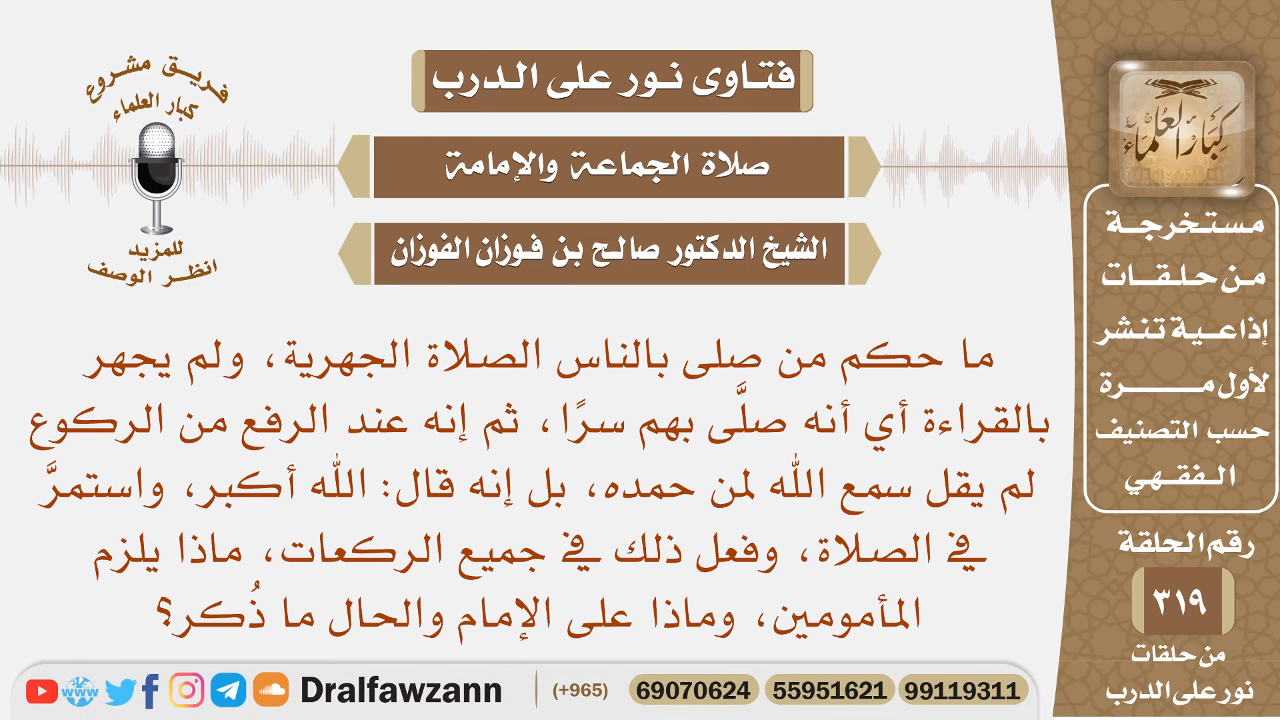 فتاوى نور على الدرب
صلاة الجماعة والإمامة
الشيخ الدكتور صالح بن فوزان الفوزان
فريق مشروع
كبار العلماء
للمزيد
انظر الوصف
ما حكم من صلى بالناس الصلاة الجهرية، ولم يجهر
بالقراءة أي أنه صلَّى بهم سرًا، ثم إنه عند الرفع من الركوع
لم يقل سمع الله لمن حمده، بل إنه قال: الله أكبر، واستمرَّ
في الصلاة، وفعل ذلك في جميع الركعات، ماذا يلزم
المأمومين، وماذا على الإمام والحال ما ذُكر؟
كِبَار العُلَمَاء
مستخرجة
من حلقات
إذاعية تنشر
لأول مرة
حسب التصنيف
الفقهي
رقم الحلقة
٣١٩
من حلقات
نور على الدرب
www Dralfawzann (+965) 69070624 55951621 99119311